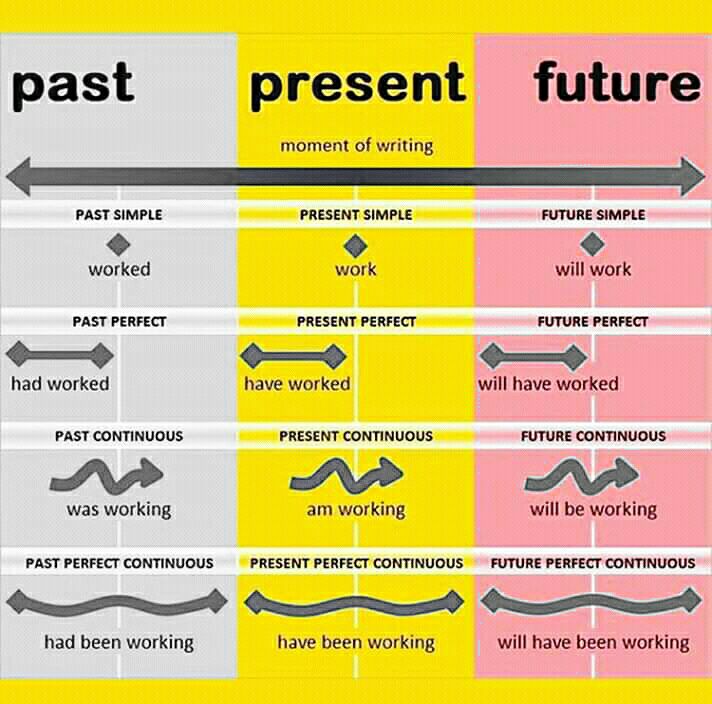 past present future
moment of writing
PAST SIMPLE PRESENT SIMPLE FUTURE SIMPLE
worked work will work
PAST PERFECT PRESENT PERFECT FUTURE PERFECT
had worked have worked will have worked
PAST CONTINUOUS PRESENT CONTINUOUS FUTURE CONTINUOUS
was working am working will be working
PAST PERFECT CONTINUOUS PRESENT PERFECT CONTINUOUS FUTURE PERFECT CONTINUOUS
had been working have been working will have been working